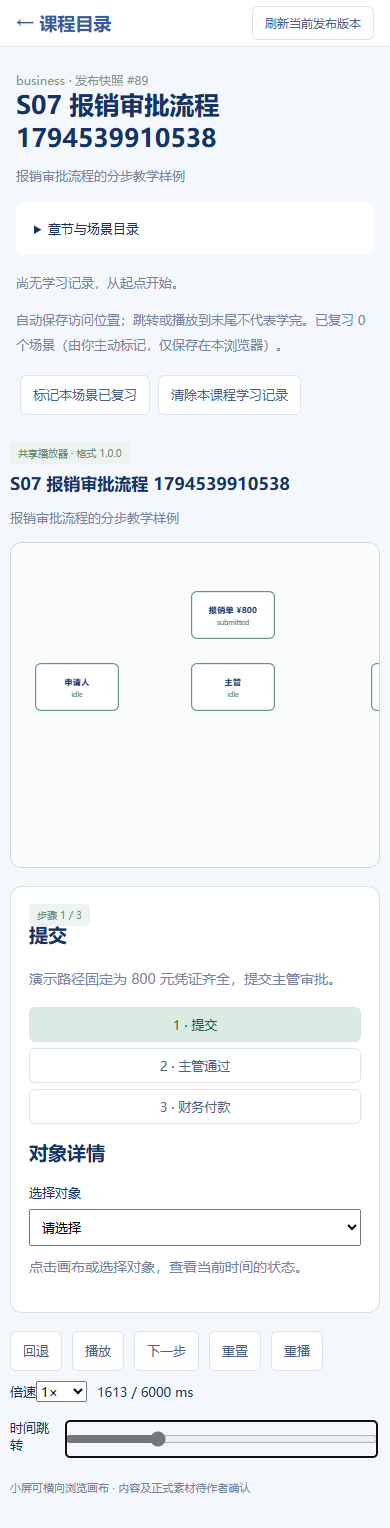 ← 课程目录
刷新当前发布版本
business · 发布快照 #89
S07 报销审批流程
1794539910538
报销审批流程的分步教学样例
▶ 章节与场景目录
尚无学习记录，从起点开始。
自动保存访问位置；跳转或播放到末尾不代表学完。已复习 0
个场景（由你主动标记，仅保存在本浏览器）。
标记本场景已复习
清除本课程学习记录
共享播放器 · 格式 1.0.0
S07 报销审批流程 1794539910538
报销审批流程的分步教学样例
报销单 ¥800
submitted
申请人
idle
主管
idle
步骤 1 / 3
提交
演示路径固定为 800 元凭证齐全，提交主管审批。
1 · 提交
2 · 主管通过
3 · 财务付款
对象详情
选择对象
请选择
点击画布或选择对象，查看当前时间的状态。
回退
播放
下一步
重置
重播
倍速 1× 1613 / 6000 ms
时间跳
转
小屏可横向浏览画布 · 内容及正式素材待作者确认